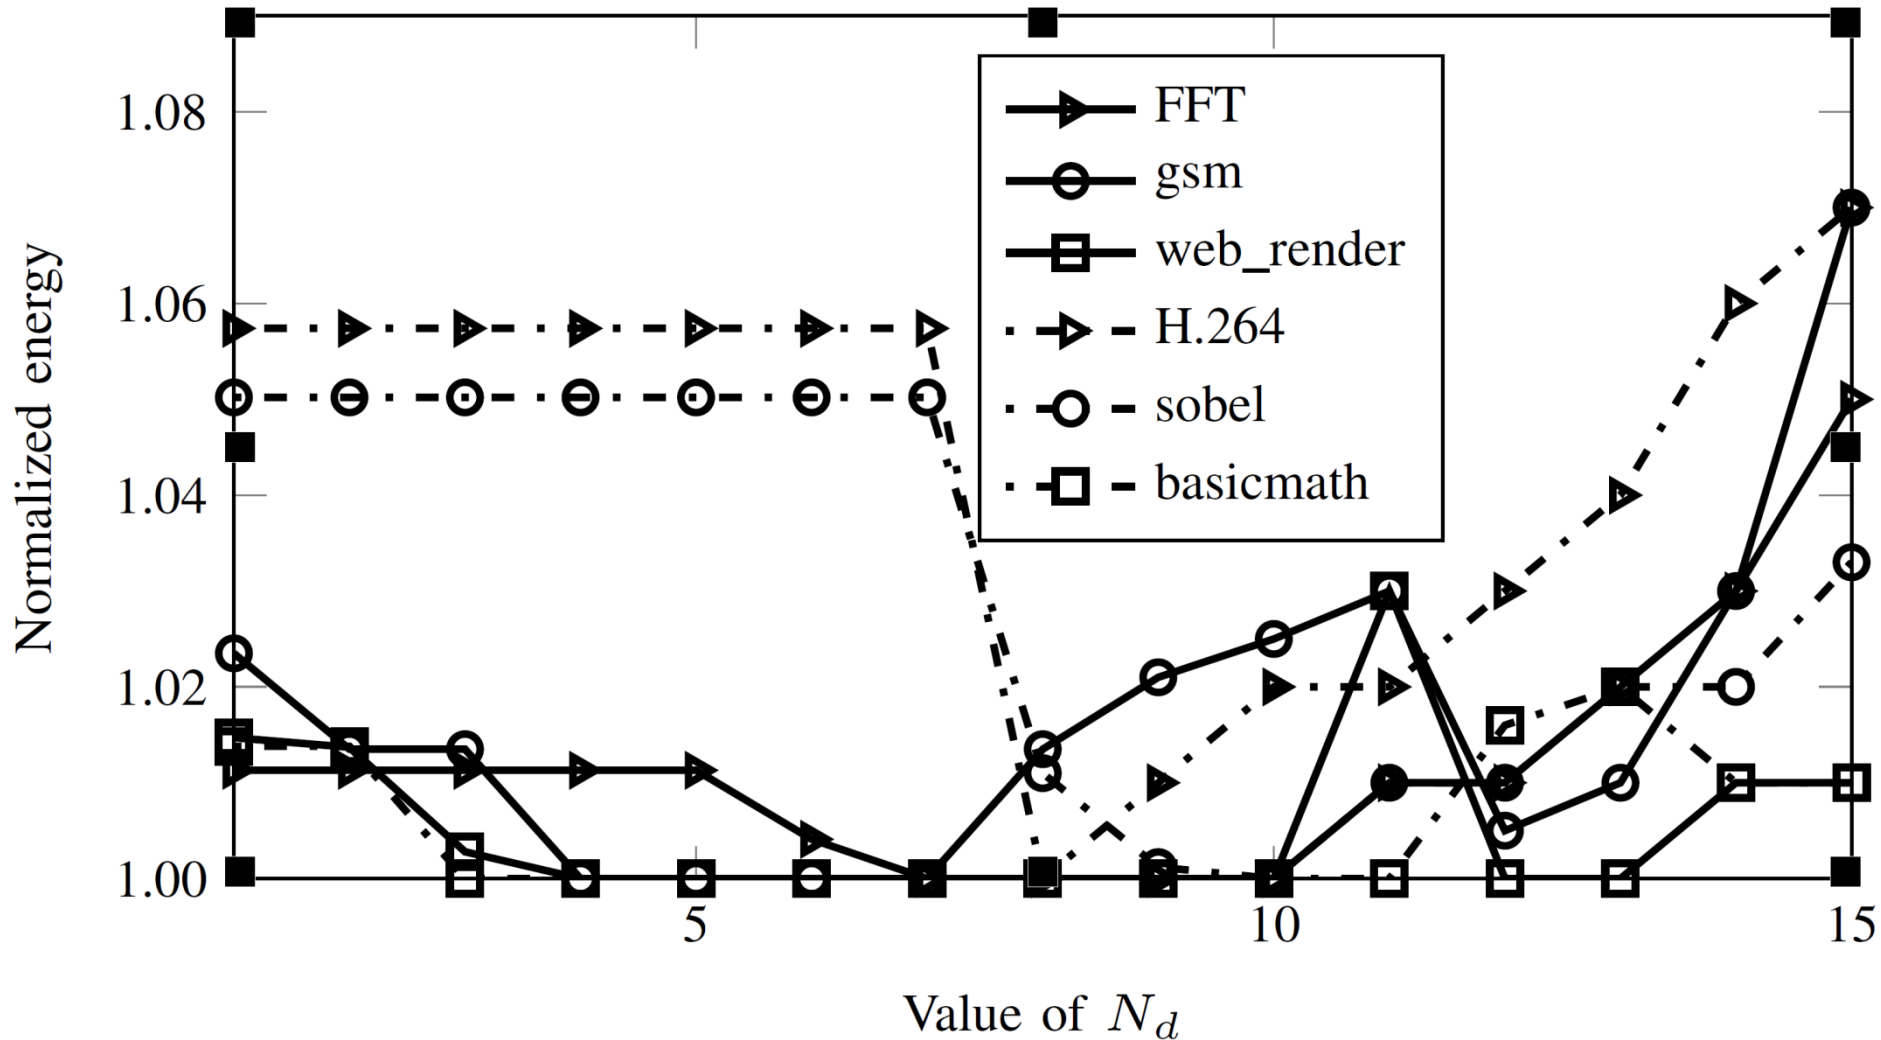 1.08
1.06
1.04
1.02
1.00
5
10
15
Normalized energy
Value of N_d
FFT
gsm
web_render
H.264
sobel
basicmath